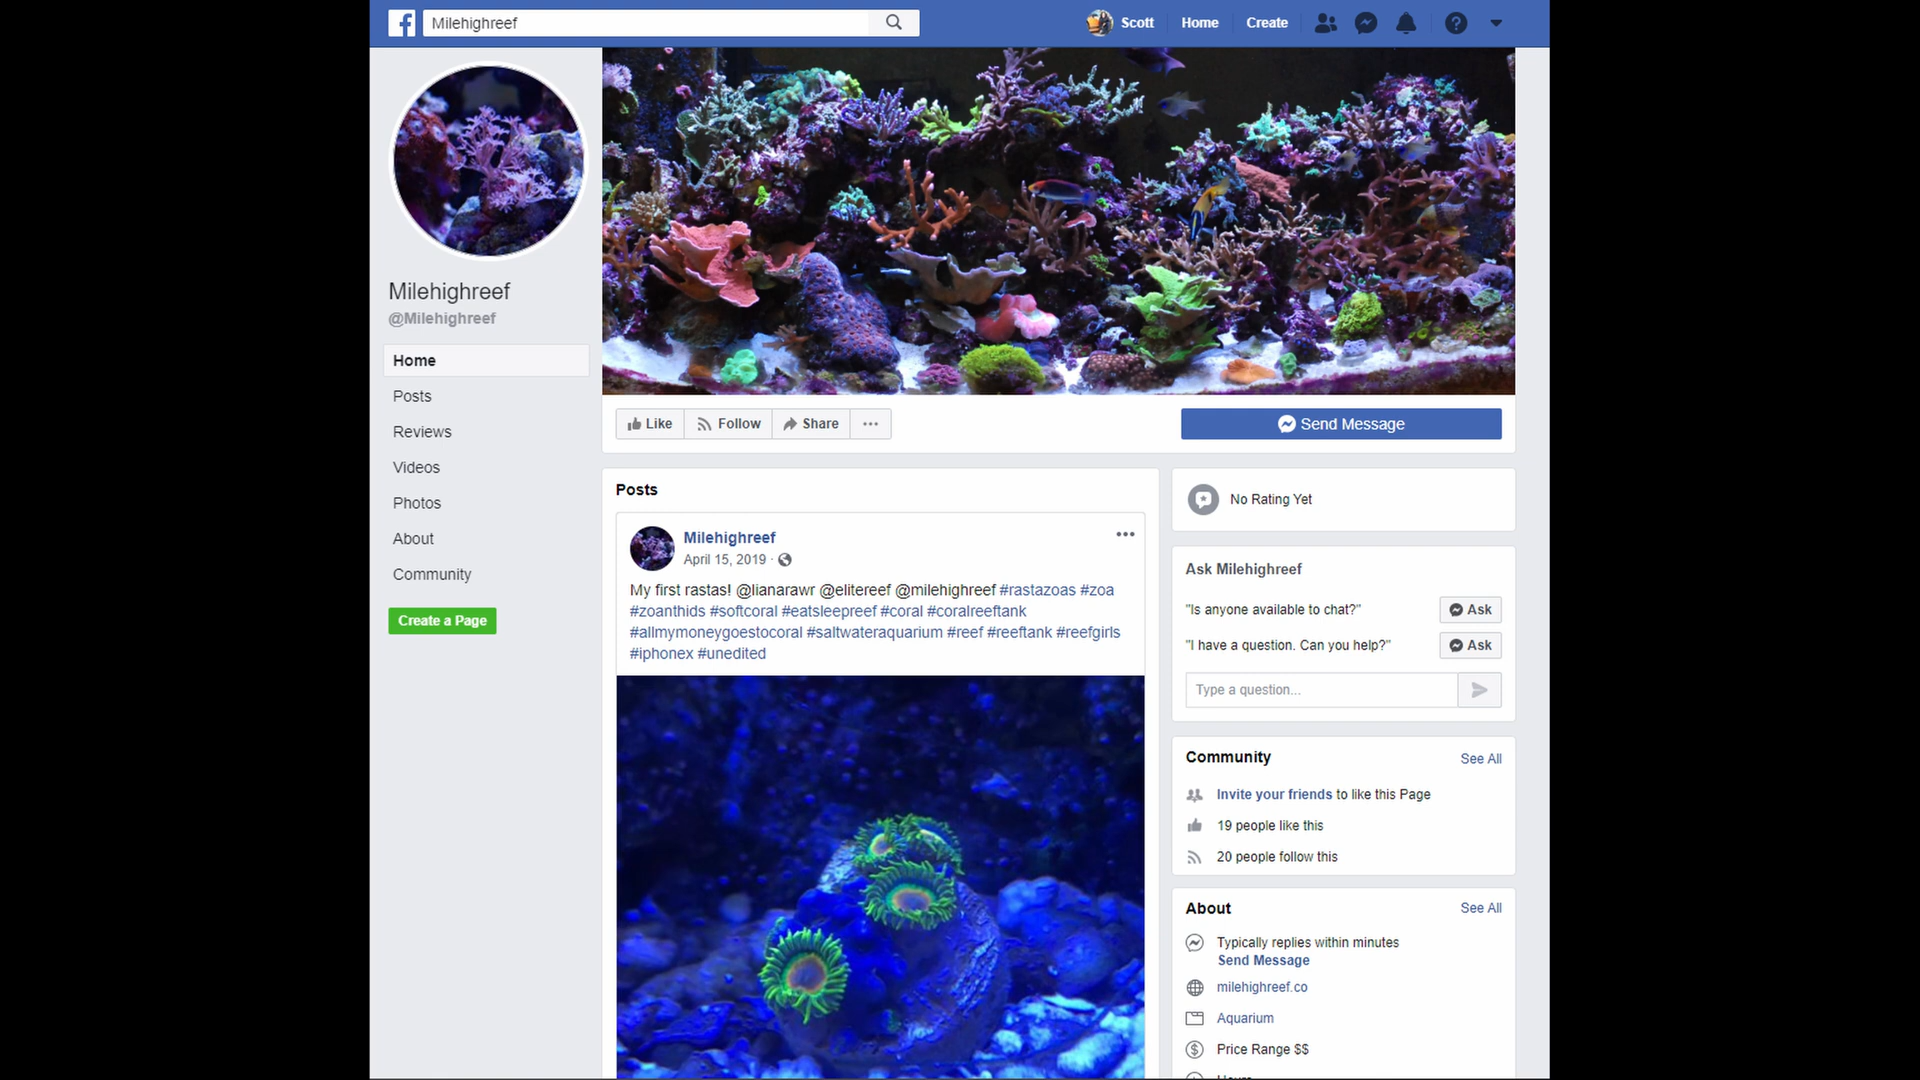 Milehighreef
Scott
Home
Create
Milehighreef
@Milehighreef
Home
Posts
Reviews
Videos
Photos
About
Community
Create a Page
Like
Follow
Share
Send Message
Posts
Milehighreef
April 15, 2019 ·
My first rastas! @lianarawr @elitereef @milehighreef #rastazoas #zoa
#zoanthids #softcoral #eatsleepreef #coral #coralreeftank
#allmymoneygoestocoral #saltwateraquarium #reef #reeftank #reefgirls
#iphonex #unedited
No Rating Yet
Ask Milehighreef
"Is anyone available to chat?"
Ask
"I have a question. Can you help?"
Ask
Type a question...
Community
See All
Invite your friends to like this Page
19 people like this
20 people follow this
About
See All
Typically replies within minutes
Send Message
milehighreef.co
Aquarium
Price Range $$